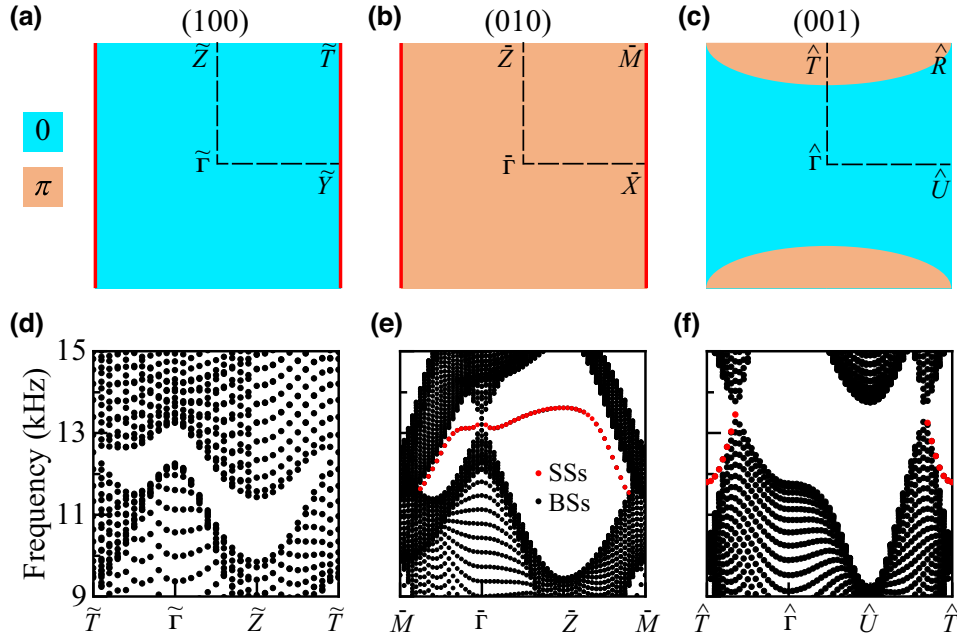 (a) (100)
(b) (010)
(c) (001)
0
π
Z̃ T̃
Γ̃
Ỹ
Z̄ M̄
Γ̄
X̄
T̂ R̂
Γ̂
Û
(d)
(e)
(f)
Frequency (kHz)
15
13
11
9
T̃ Γ̃ Z̃ T̃
SSs
BSs
M̄ Γ̄ Z̄ M̄
T̂ Γ̂ Û T̂